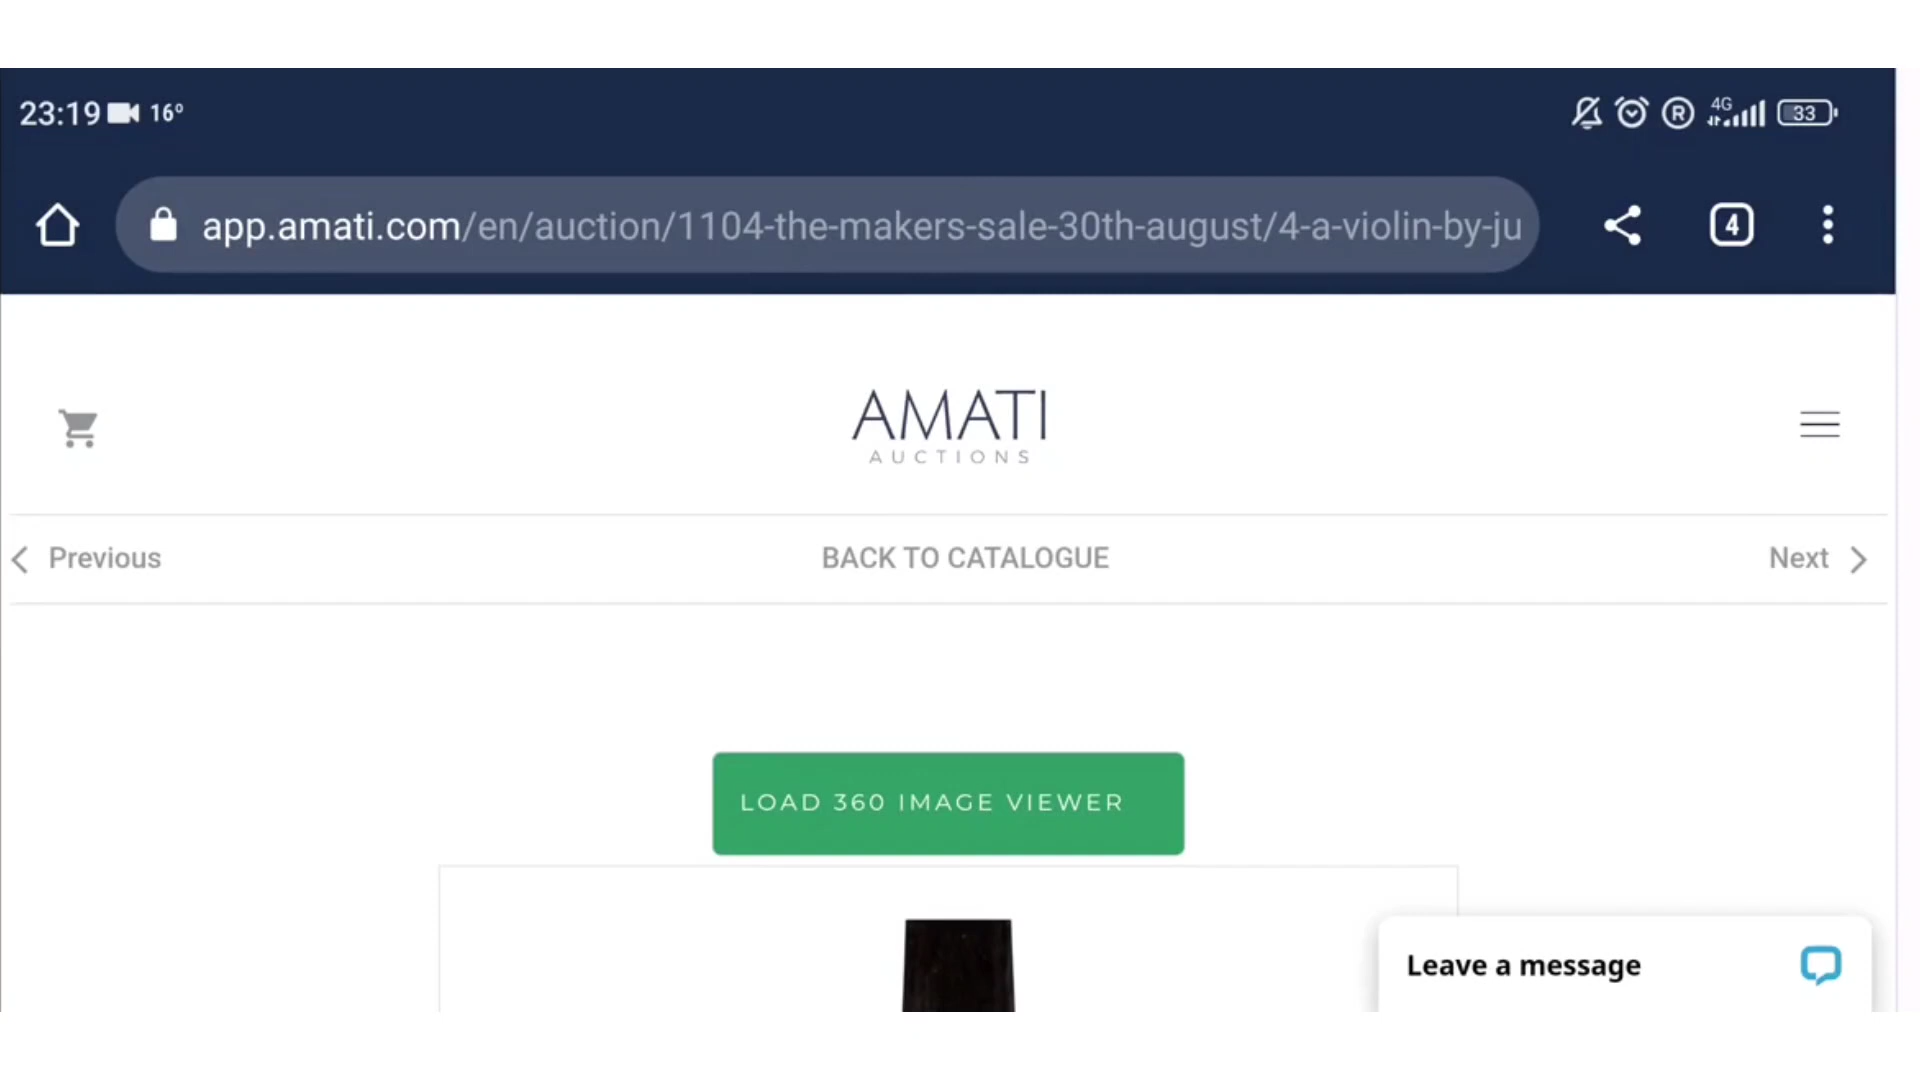 23:19 16°
4G 33
app.amati.com/en/auction/1104-the-makers-sale-30th-august/4-a-violin-by-ju
4
AMATI
AUCTIONS
Previous
BACK TO CATALOGUE
Next
LOAD 360 IMAGE VIEWER
Leave a message